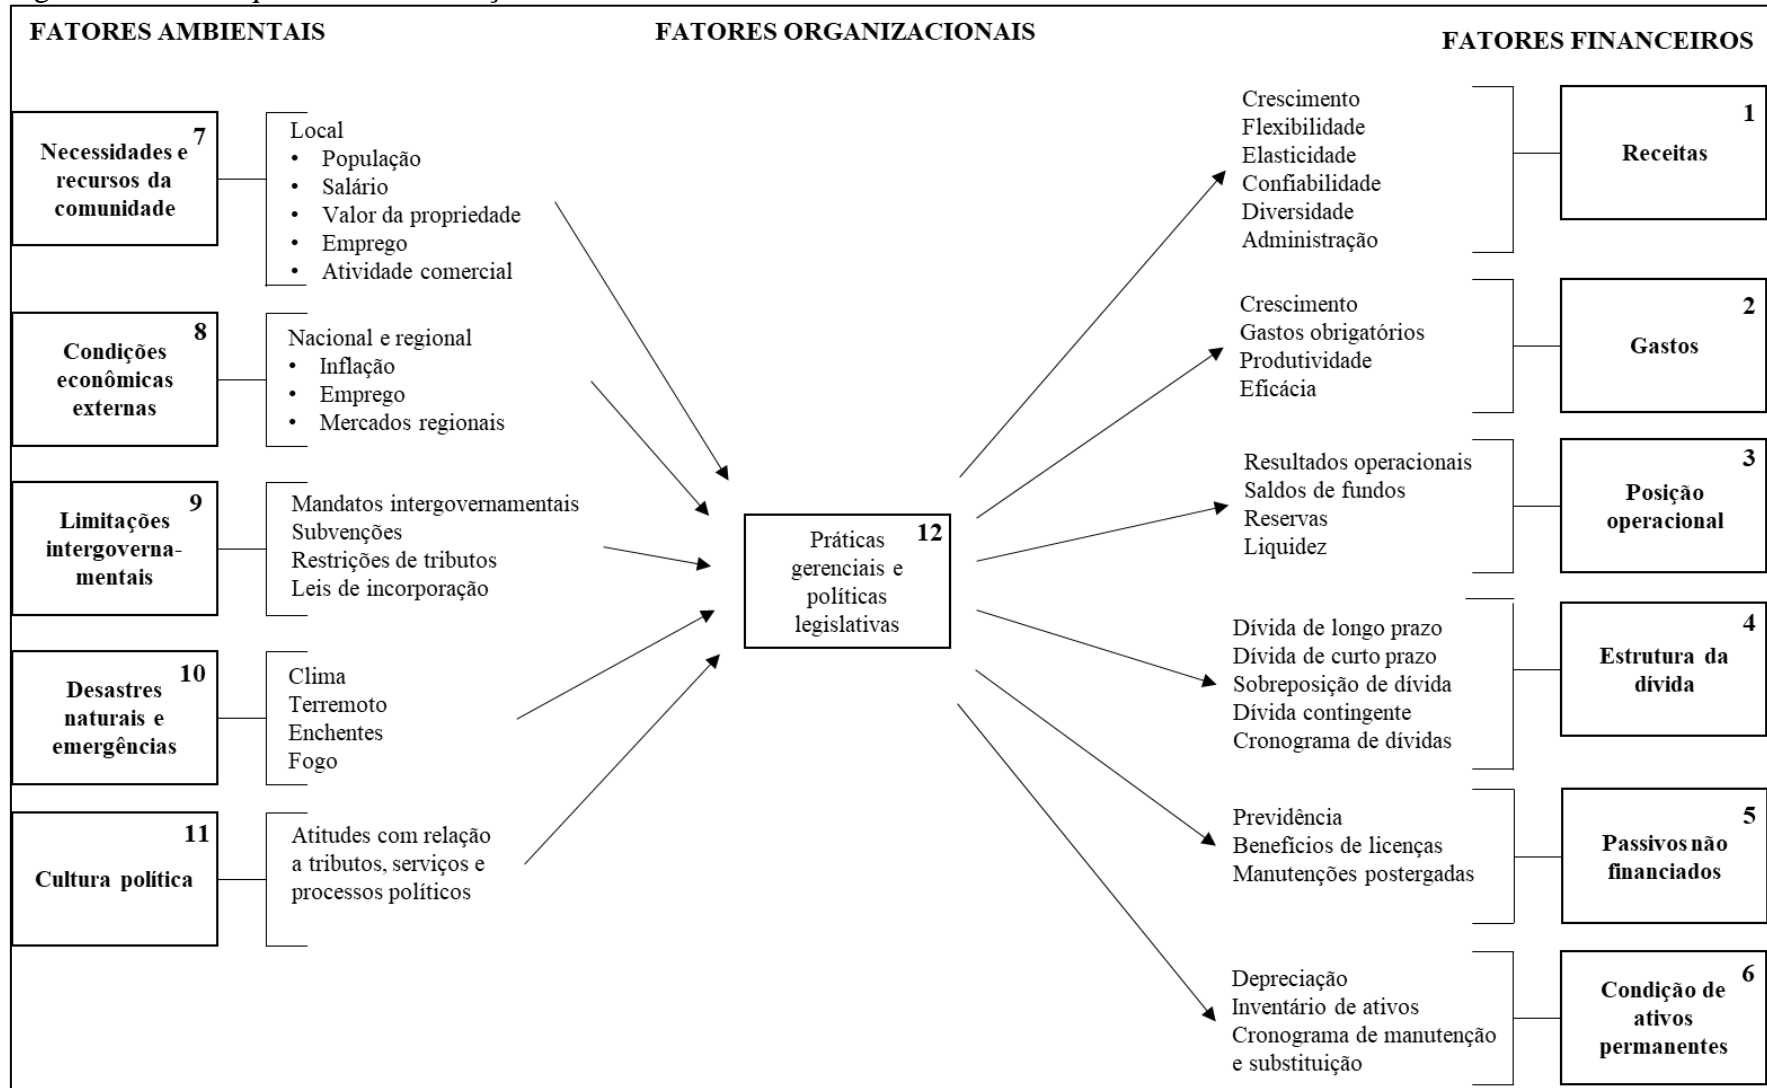 FATORES AMBIENTAIS
FATORES ORGANIZACIONAIS
FATORES FINANCEIROS
7
Necessidades e
recursos da
comunidade
Local
• População
• Salário
• Valor da propriedade
• Emprego
• Atividade comercial
8
Condições
econômicas
externas
Nacional e regional
• Inflação
• Emprego
• Mercados regionais
9
Limitações
intergoverna-
mentais
Mandatos intergovernamentais
Subvenções
Restrições de tributos
Leis de incorporação
10
Desastres
naturais e
emergências
Clima
Terremoto
Enchentes
Fogo
11
Cultura política
Atitudes com relação
a tributos, serviços e
processos políticos
12
Práticas
gerenciais e
políticas
legislativas
Crescimento
Flexibilidade
Elasticidade
Confiabilidade
Diversidade
Administração
1
Receitas
Crescimento
Gastos obrigatórios
Produtividade
Eficácia
2
Gastos
Resultados operacionais
Saldos de fundos
Reservas
Liquidez
3
Posição
operacional
Dívida de longo prazo
Dívida de curto prazo
Sobreposição de dívida
Dívida contingente
Cronograma de dívidas
4
Estrutura da
dívida
Previdência
Benefícios de licenças
Manutenções postergadas
5
Passivos não
financiados
Depreciação
Inventário de ativos
Cronograma de manutenção
e substituição
6
Condição de
ativos
permanentes